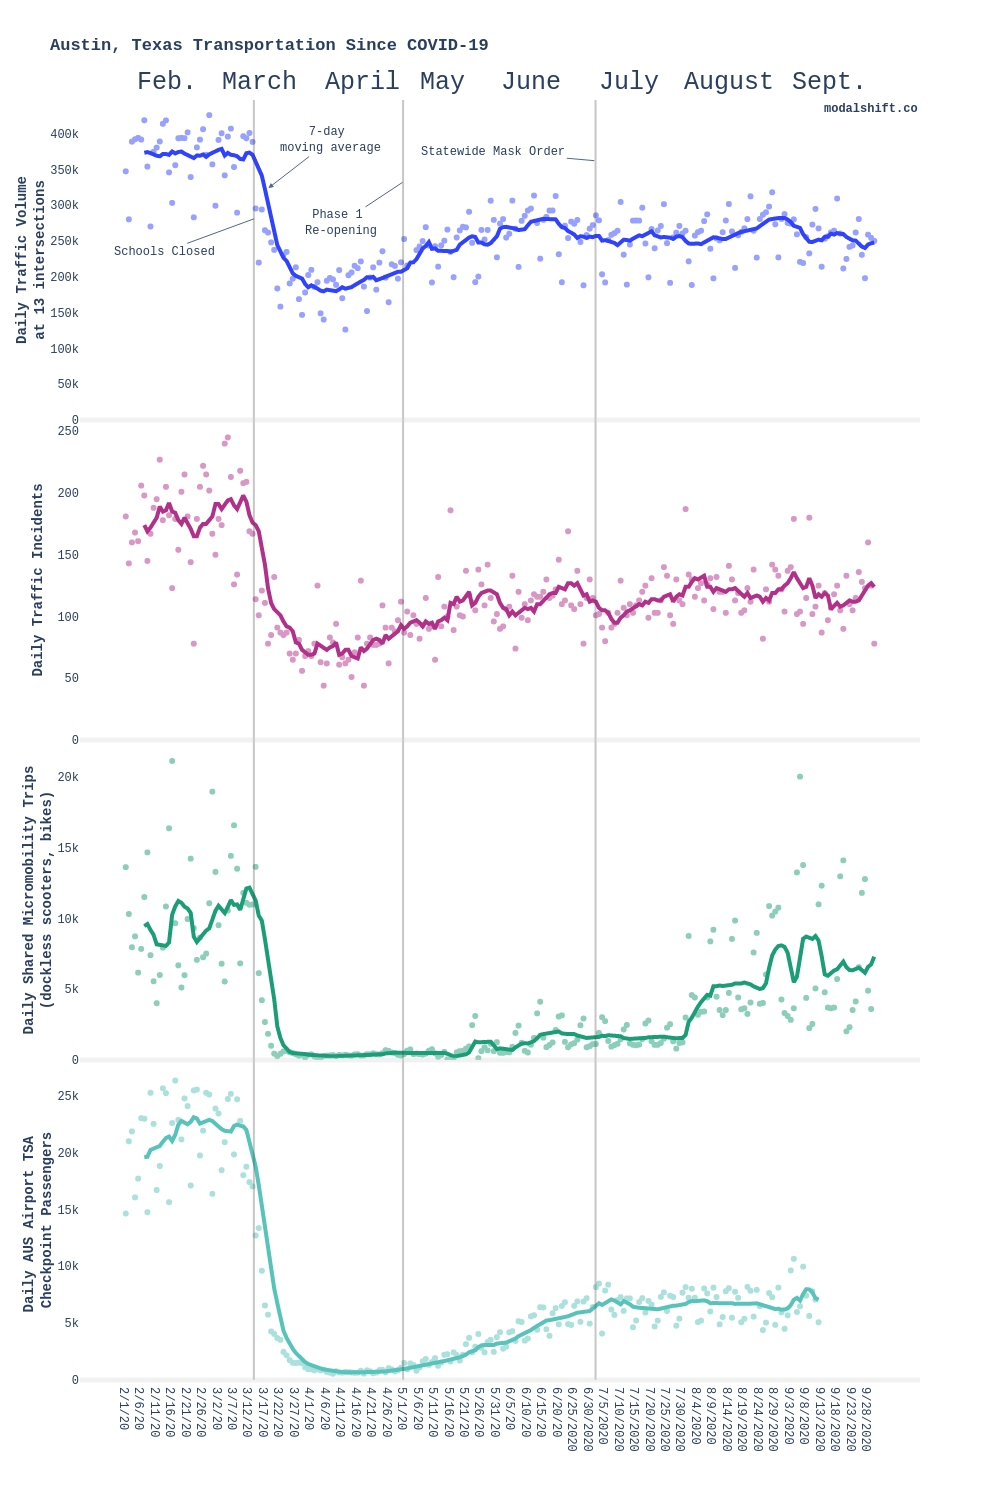 Austin, Texas Transportation Since COVID-19
Feb. March April May June July August Sept.
modalshift.co
Daily Traffic Volume
at 13 intersections
400k
350k
300k
250k
200k
150k
100k
50k
0
7-day
moving average
Schools Closed
Phase 1
Re-opening
Statewide Mask Order
Daily Traffic Incidents
250
200
150
100
50
0
Daily Shared Micromobility Trips
(dockless scooters, bikes)
20k
15k
10k
5k
0
Daily AUS Airport TSA
Checkpoint Passengers
25k
20k
15k
10k
5k
0
2/1/20
2/6/20
2/11/20
2/16/20
2/21/20
2/26/20
3/2/20
3/7/20
3/12/20
3/17/20
3/22/20
3/27/20
4/1/20
4/6/20
4/11/20
4/16/20
4/21/20
4/26/20
5/1/20
5/6/20
5/11/20
5/16/20
5/21/20
5/26/20
5/31/20
6/5/20
6/10/20
6/15/20
6/20/20
6/25/2020
6/30/2020
7/5/2020
7/10/2020
7/15/2020
7/20/2020
7/25/2020
7/30/2020
8/4/2020
8/9/2020
8/14/2020
8/19/2020
8/24/2020
8/29/2020
9/3/2020
9/8/2020
9/13/2020
9/18/2020
9/23/2020
9/28/2020